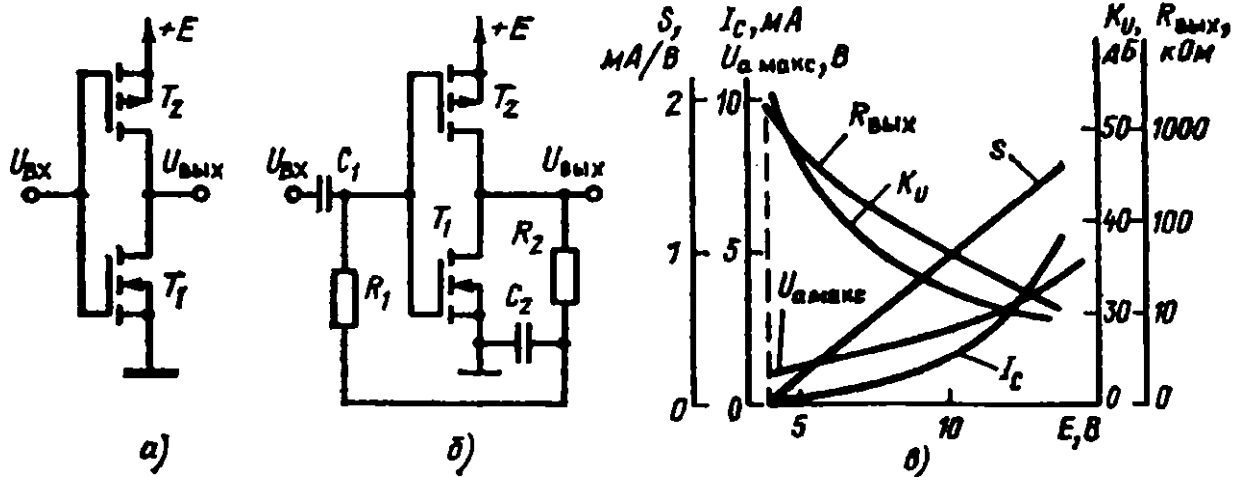 +E
T2
Uвх
Uвых
T1
а)
+E
T2
Uвх
C1
Uвых
T1
R2
R1
C2
б)
S,
мА/В
Iс, мА
Uа макс, В
KU,
дБ
Rвых,
кОм
2
10
50
1000
Rвых
S
KU
40
100
1
5
Uа макс
30
10
Iс
0
0
0
0
5
10
E, В
в)